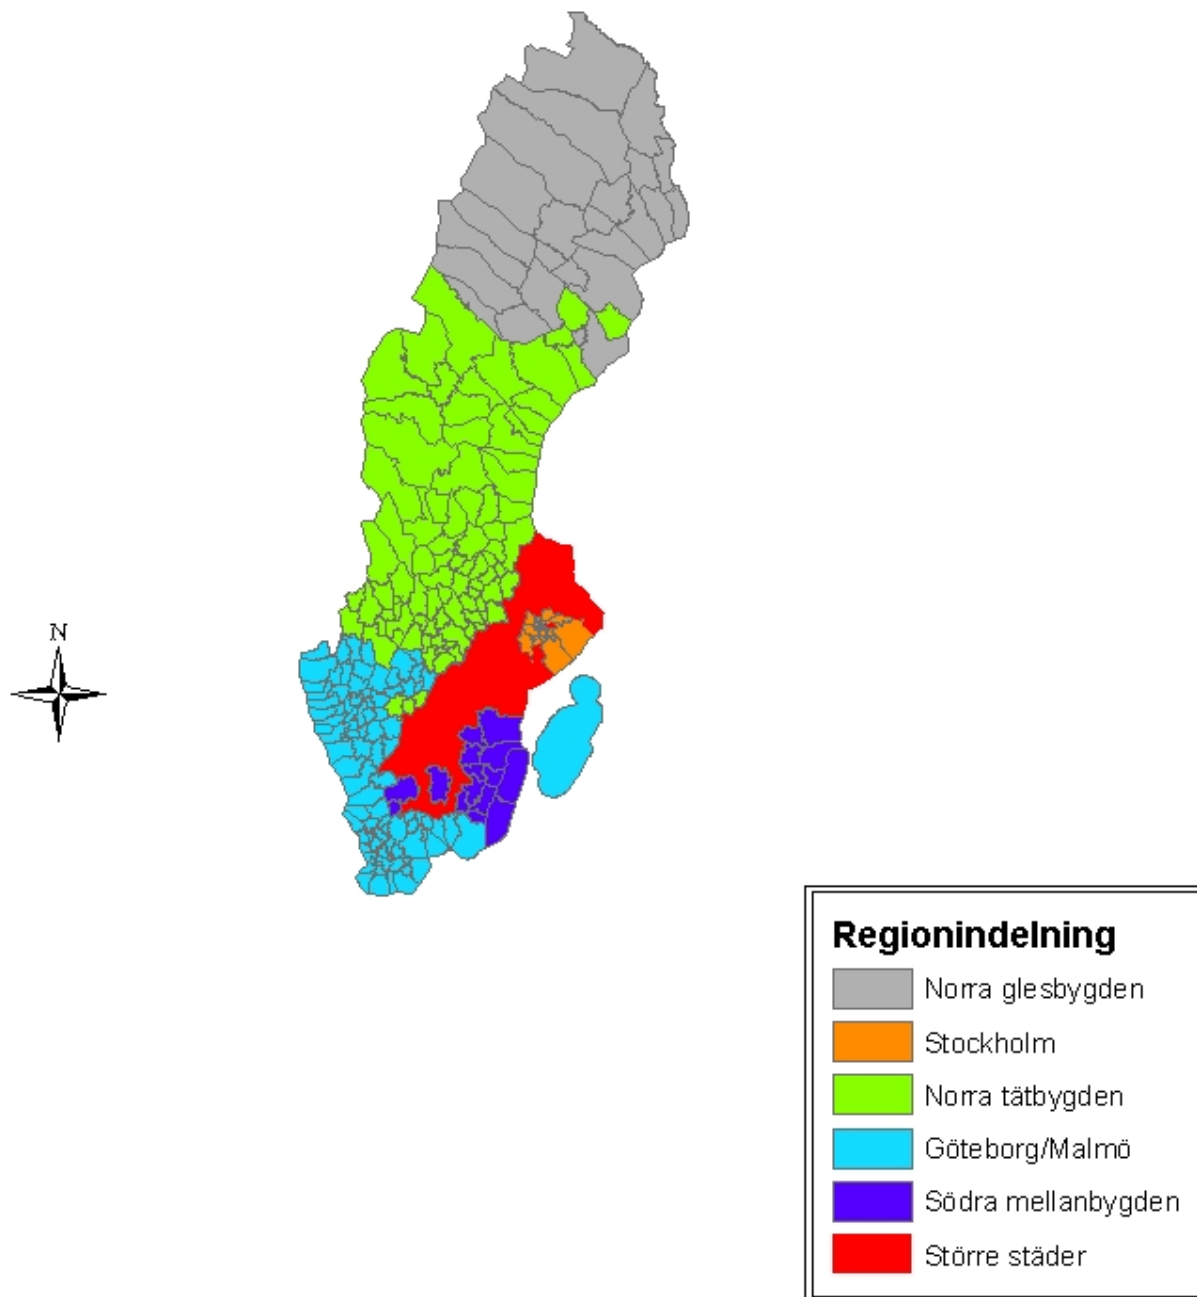 N
Regionindelning
Norra glesbygden
Stockholm
Norra tätbygden
Göteborg/Malmö
Södra mellanbygden
Större städer